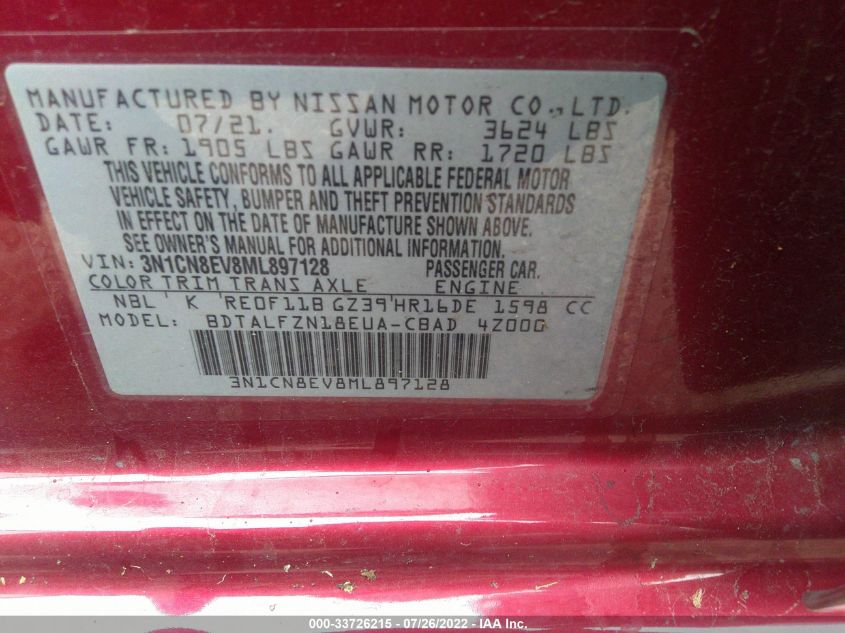 MANUFACTURED BY NISSAN MOTOR CO., LTD.
DATE: 07/21. GVWR: 3624 LBS
GAWR FR: 1905 LBS GAWR RR: 1720 LBS
THIS VEHICLE CONFORMS TO ALL APPLICABLE FEDERAL MOTOR
VEHICLE SAFETY, BUMPER AND THEFT PREVENTION STANDARDS
IN EFFECT ON THE DATE OF MANUFACTURE SHOWN ABOVE.
SEE OWNER'S MANUAL FOR ADDITIONAL INFORMATION.
VIN: 3N1CN8EV8ML897128 PASSENGER CAR.
COLOR TRIM TRANS AXLE ENGINE
NBL' K 'RE0F11B GZ39'HR16DE 1598 CC
MODEL: BDTALFZN18EUA-CBAD 4Z000
3N1CN8EV8ML897128
000-33726215 - 07/26/2022 - IAA Inc.